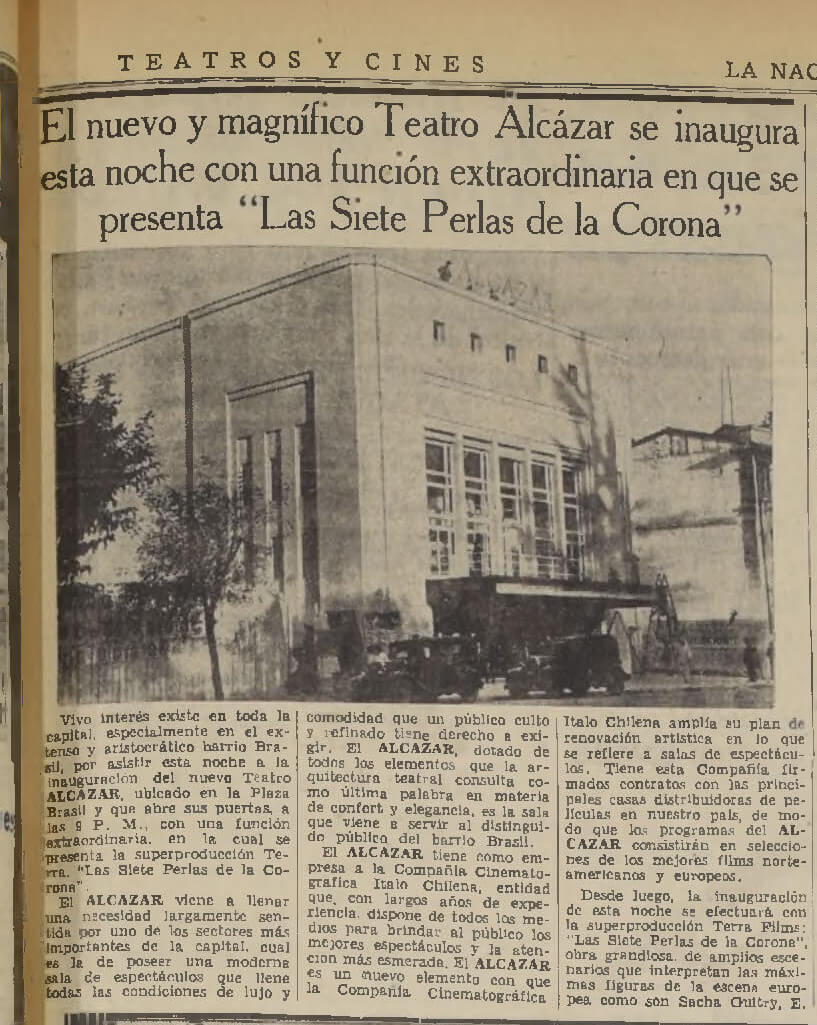 TEATROS Y CINES
LA NAC
El nuevo y magnífico Teatro Alcázar se inaugura
esta noche con una función extraordinaria en que se
presenta "Las Siete Perlas de la Corona"
ALCAZAR
Vivo interés existe en toda la
capital, especialmente en el ex-
tenso y aristocrático barrio Bra-
sil, por asistir esta noche a la
inauguración del nuevo Teatro
ALCAZAR, ubicado en la Plaza
Brasil y que abre sus puertas, a
las 9 P. M., con una función
extraordinaria, en la cual se
presenta la superproducción Te-
rra, "Las Siete Perlas de la Co-
rona".
El ALCAZAR viene a llenar
una necesidad largamente sen-
tida por uno de los sectores más
importantes de la capital, cual
es la de poseer una moderna
sala de espectáculos que llene
todas las condiciones de lujo y
comodidad que un público culto
y refinado tiene derecho a exi-
gir. El ALCAZAR, dotado de
todos los elementos que la ar-
quitectura teatral consulta co-
mo última palabra en materia
de confort y elegancia, es la sala
que viene a servir al distingui-
do público del barrio Brasil.
El ALCAZAR tiene como em-
presa a la Compañía Cinemato-
gráfica Italo Chilena, entidad
que, con largos años de expe-
riencia, dispone de todos los me-
dios para brindar al público los
mejores espectáculos y la aten-
ción más esmerada. El ALCAZAR
es un nuevo elemento con que
la Compañía Cinematográfica
Italo Chilena amplía su plan de
renovación artística en lo que
se refiere a salas de espectácu-
los. Tiene esta Compañía fir-
mados contratos con las princi-
pales casas distribuidoras de pe-
lículas en nuestro país, de mo-
do que los programas del AL-
CAZAR consistirán en seleccio-
nes de los mejores films norte-
americanos y europeos.
Desde luego, la inauguración
de esta noche se efectuará con
la superproducción Terra Films:
"Las Siete Perlas de la Corona",
obra grandiosa, de amplios esce-
narios que interpretan las máxi-
mas figuras de la escena euro-
pea como son Sacha Guitry, E.